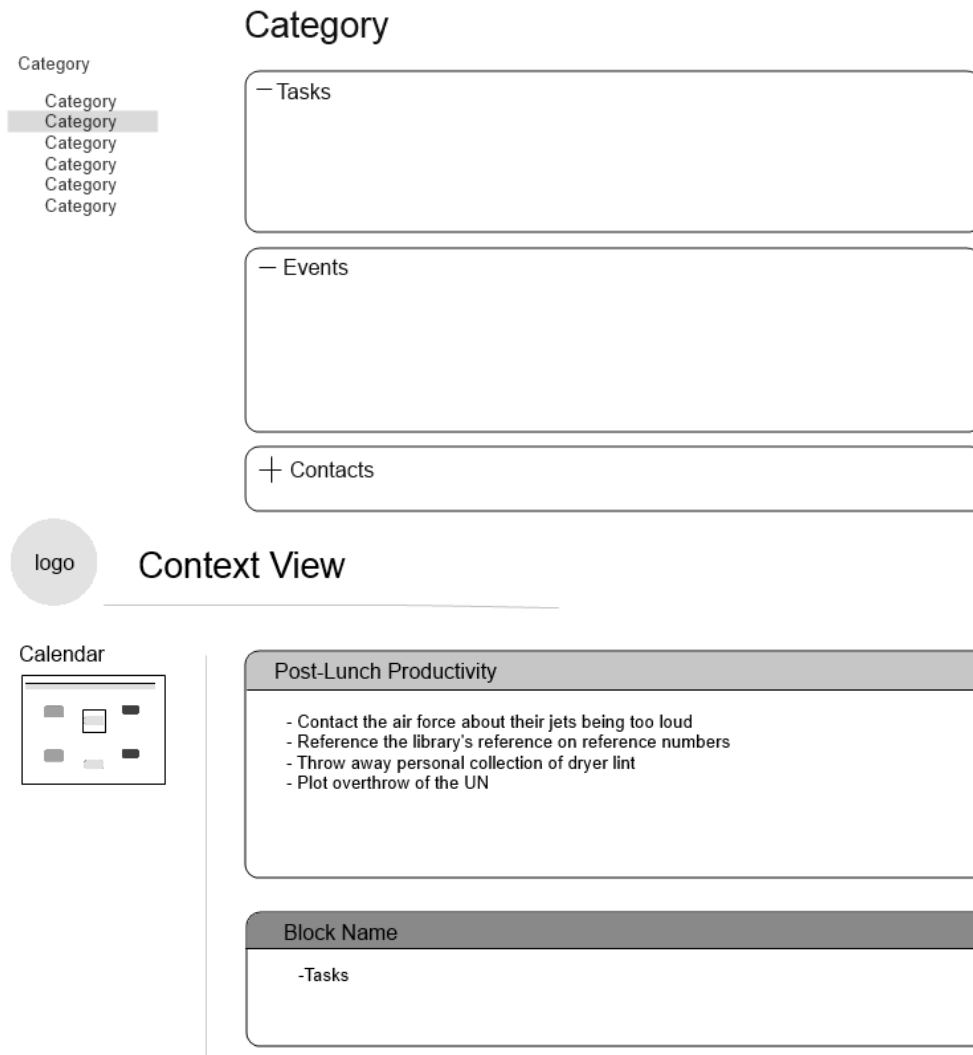 Category
Category
Category
Category
Category
Category
Category
Category
Tasks
Events
Contacts
logo
Context View
Calendar
Post-Lunch Productivity
- Contact the air force about their jets being too loud
- Reference the library's reference on reference numbers
- Throw away personal collection of dryer lint
- Plot overthrow of the UN
Block Name
-Tasks